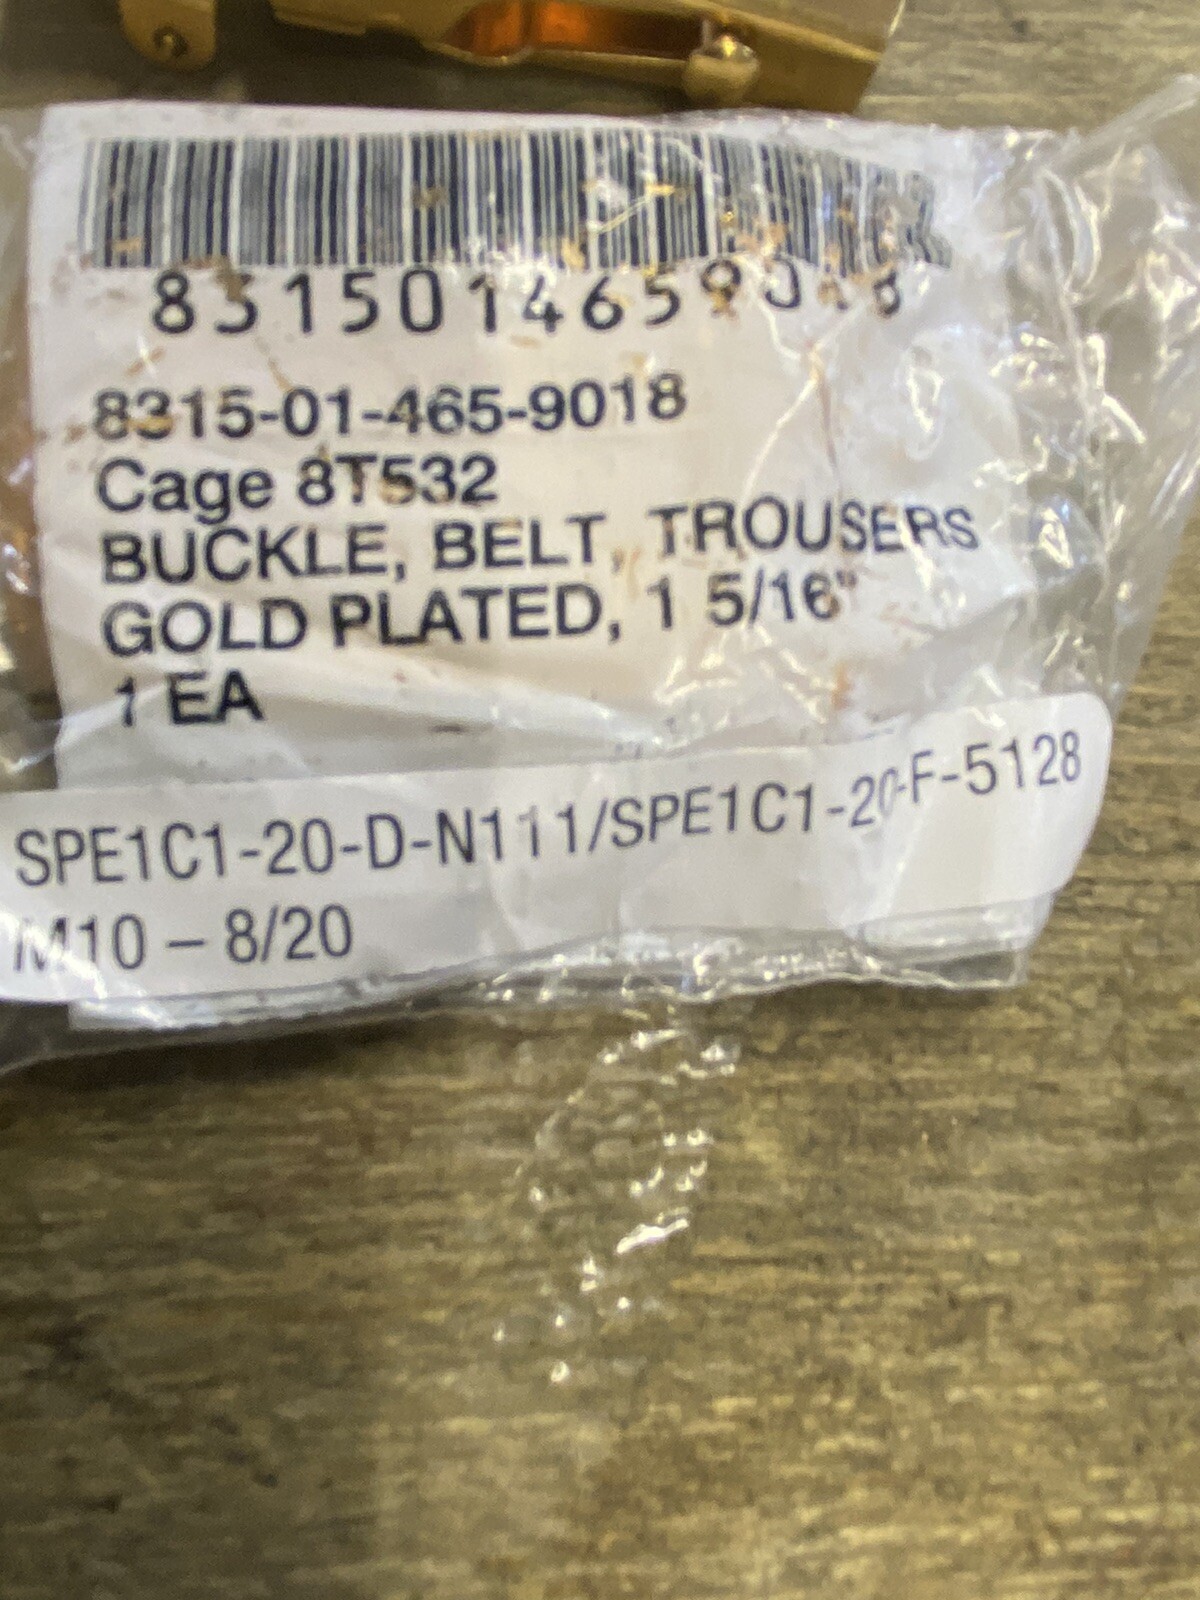 8315014659018
8315-01-465-9018
Cage 8T532
BUCKLE, BELT, TROUSERS
GOLD PLATED, 1 5/16"
1 EA
SPE1C1-20-D-N111/SPE1C1-20-F-5128
M10 – 8/20